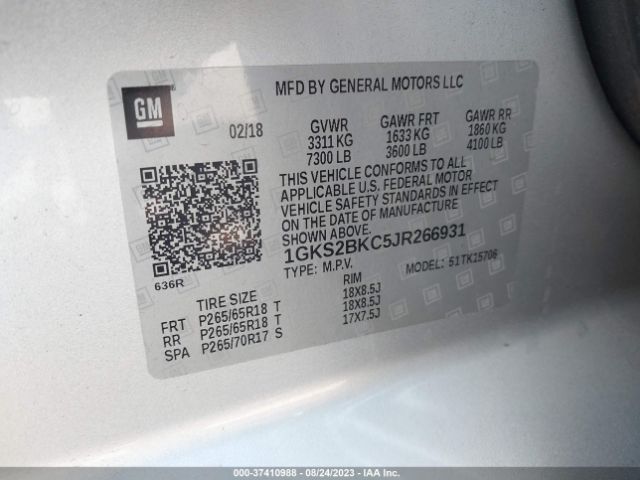 MFD BY GENERAL MOTORS LLC
GM
02/18
GVWR GAWR FRT GAWR RR
3311 KG 1633 KG 1860 KG
7300 LB 3600 LB 4100 LB
THIS VEHICLE CONFORMS TO ALL
APPLICABLE U.S. FEDERAL MOTOR
VEHICLE SAFETY STANDARDS IN EFFECT
ON THE DATE OF MANUFACTURE
SHOWN ABOVE.
1GKS2BKC5JR266931
TYPE: M.P.V. MODEL: 51TK15706
636R
TIRE SIZE RIM
FRT P265/65R18 T 18X8.5J
RR P265/65R18 T 18X8.5J
SPA P265/70R17 S 17X7.5J
000-37410988 - 08/24/2023 - IAA Inc.